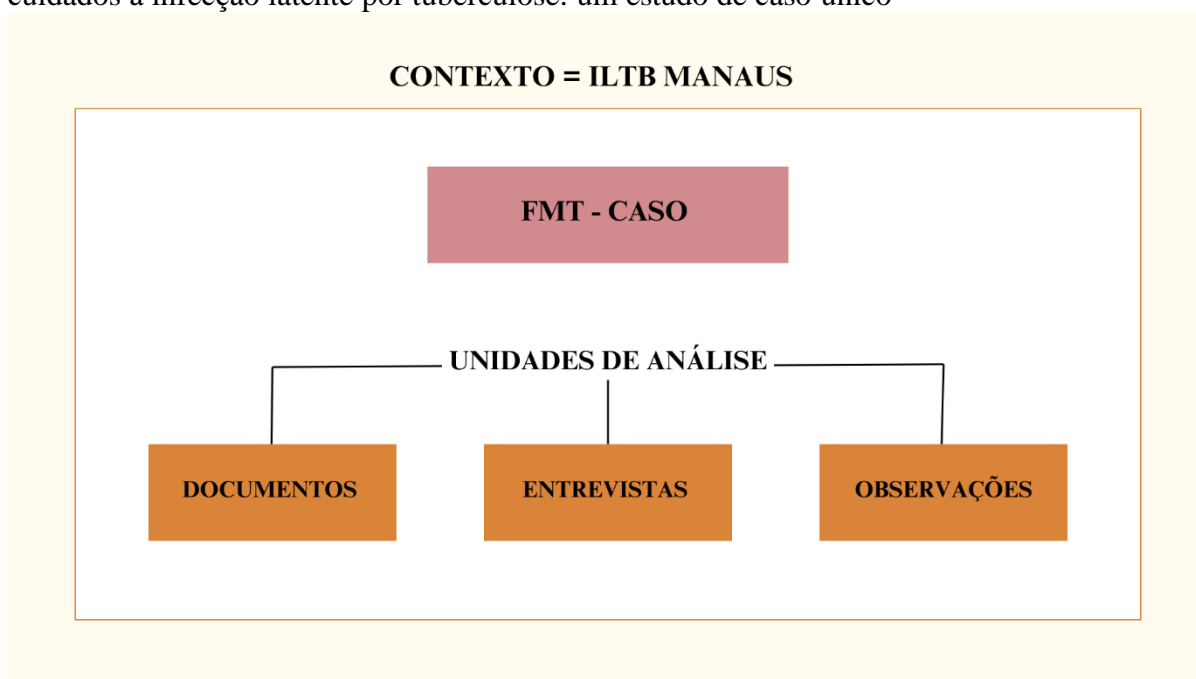 cuidados à infecção latente por tuberculose: um estudo de caso único
CONTEXTO = ILTB MANAUS
FMT - CASO
UNIDADES DE ANÁLISE
DOCUMENTOS
ENTREVISTAS
OBSERVAÇÕES